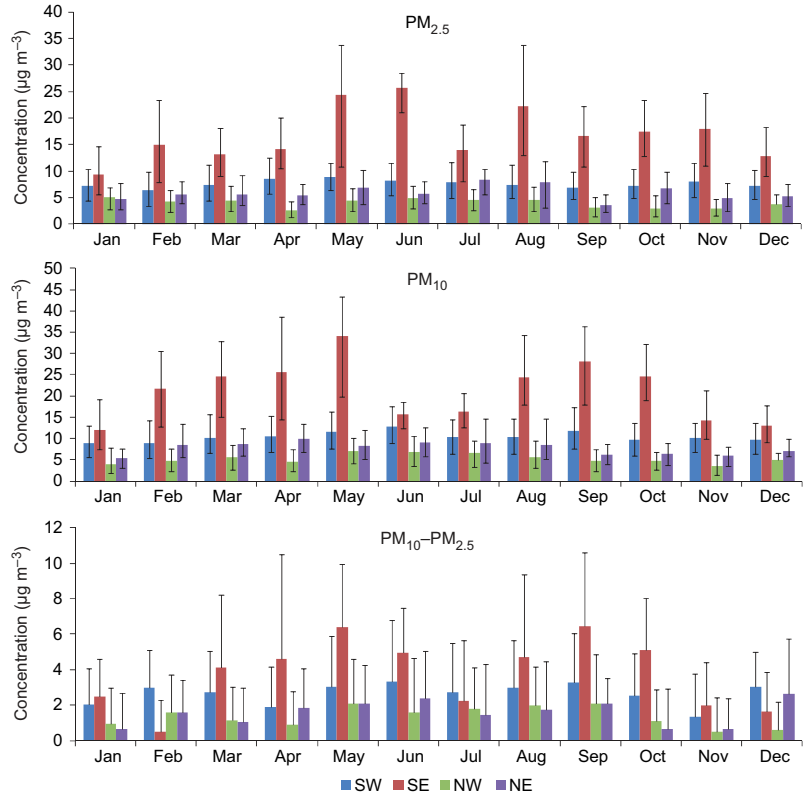 PM2.5
Concentration (µg m−3)
40
35
30
25
20
15
10
5
0
Jan Feb Mar Apr May Jun Jul Aug Sep Oct Nov Dec
PM10
Concentration (µg m−3)
50
45
40
35
30
25
20
15
10
5
0
Jan Feb Mar Apr May Jun Jul Aug Sep Oct Nov Dec
PM10–PM2.5
Concentration (µg m−3)
12
10
8
6
4
2
0
Jan Feb Mar Apr May Jun Jul Aug Sep Oct Nov Dec
SW SE NW NE